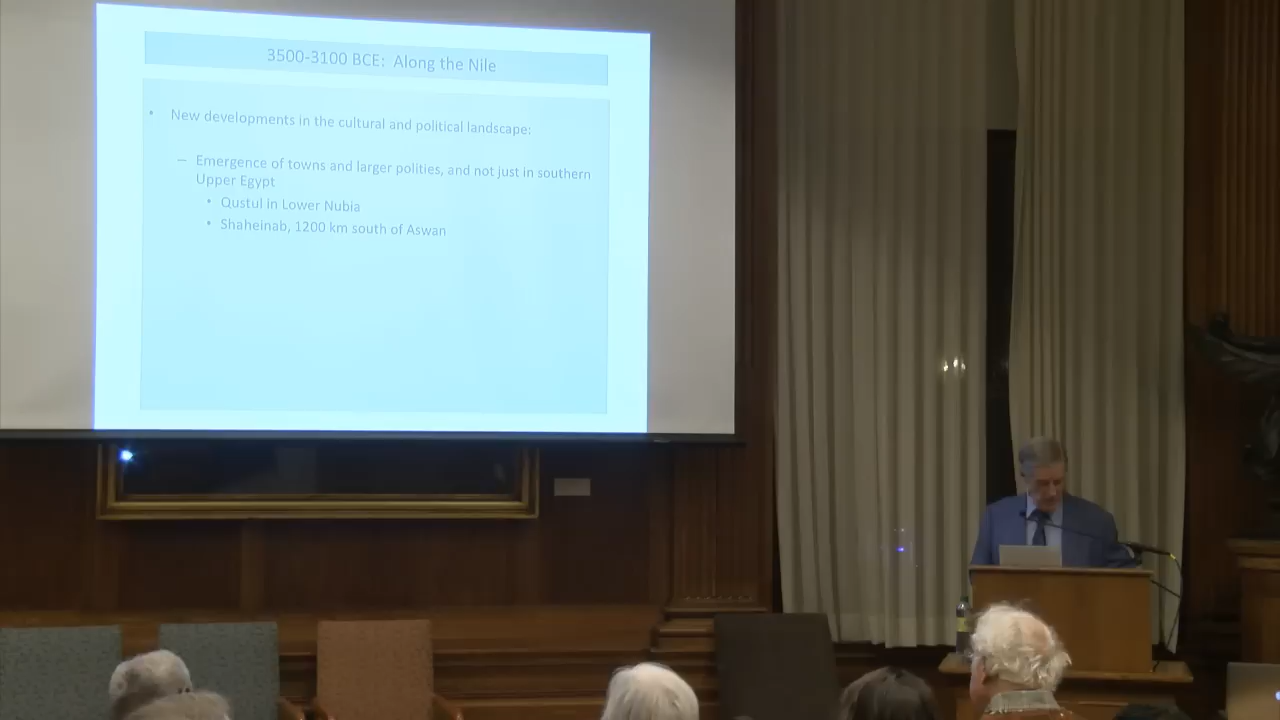 3500-3100 BCE: Along the Nile
• New developments in the cultural and political landscape:
– Emergence of towns and larger polities, and not just in southern
Upper Egypt
• Qustul in Lower Nubia
• Shaheinab, 1200 km south of Aswan